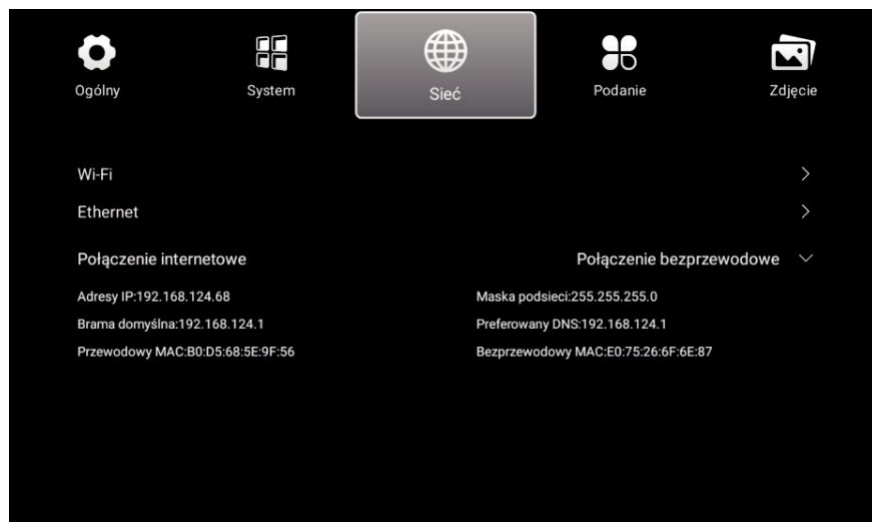 Ogólny System Sieć Podanie Zdjęcie
Wi-Fi
Ethernet
Połączenie internetowe Połączenie bezprzewodowe
Adresy IP:192.168.124.68 Maska podsieci:255.255.255.0
Brama domyślna:192.168.124.1 Preferowany DNS:192.168.124.1
Przewodowy MAC:B0:D5:68:5E:9F:56 Bezprzewodowy MAC:E0:75:26:6F:6E:87